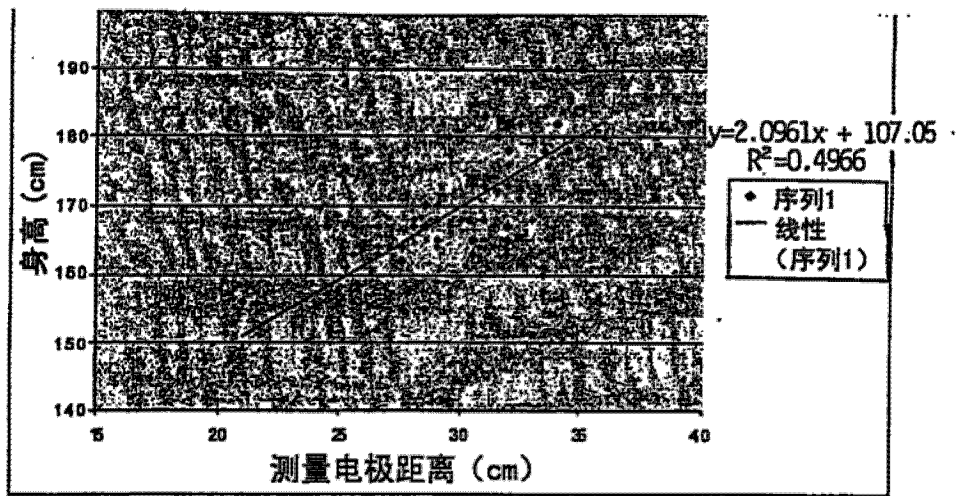 190
180
170
160
150
140
15 20 25 30 35 40
身高 (cm)
测量电极距离 (cm)
y=2.0961x + 107.05
R²=0.4966
序列1
线性
(序列1)